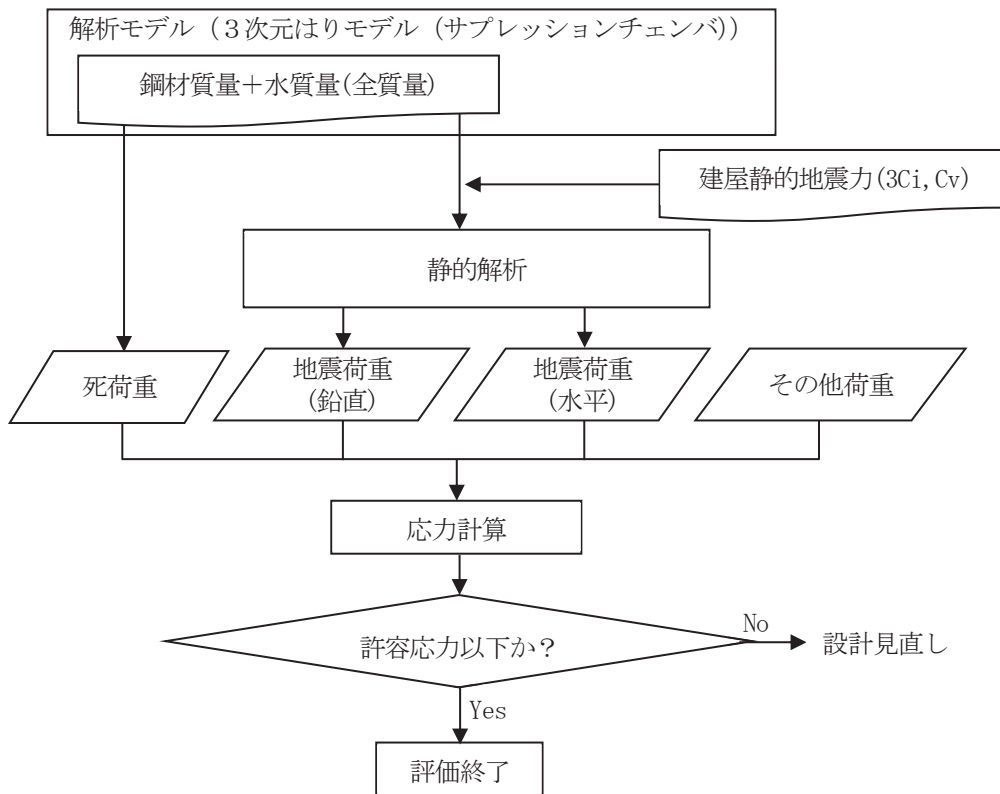 解析モデル（３次元はりモデル（サプレッションチェンバ））
鋼材質量＋水質量(全質量)
建屋静的地震力(3Ci,Cv)
静的解析
死荷重
地震荷重
(鉛直)
地震荷重
(水平)
その他荷重
応力計算
許容応力以下か？
No
設計見直し
Yes
評価終了